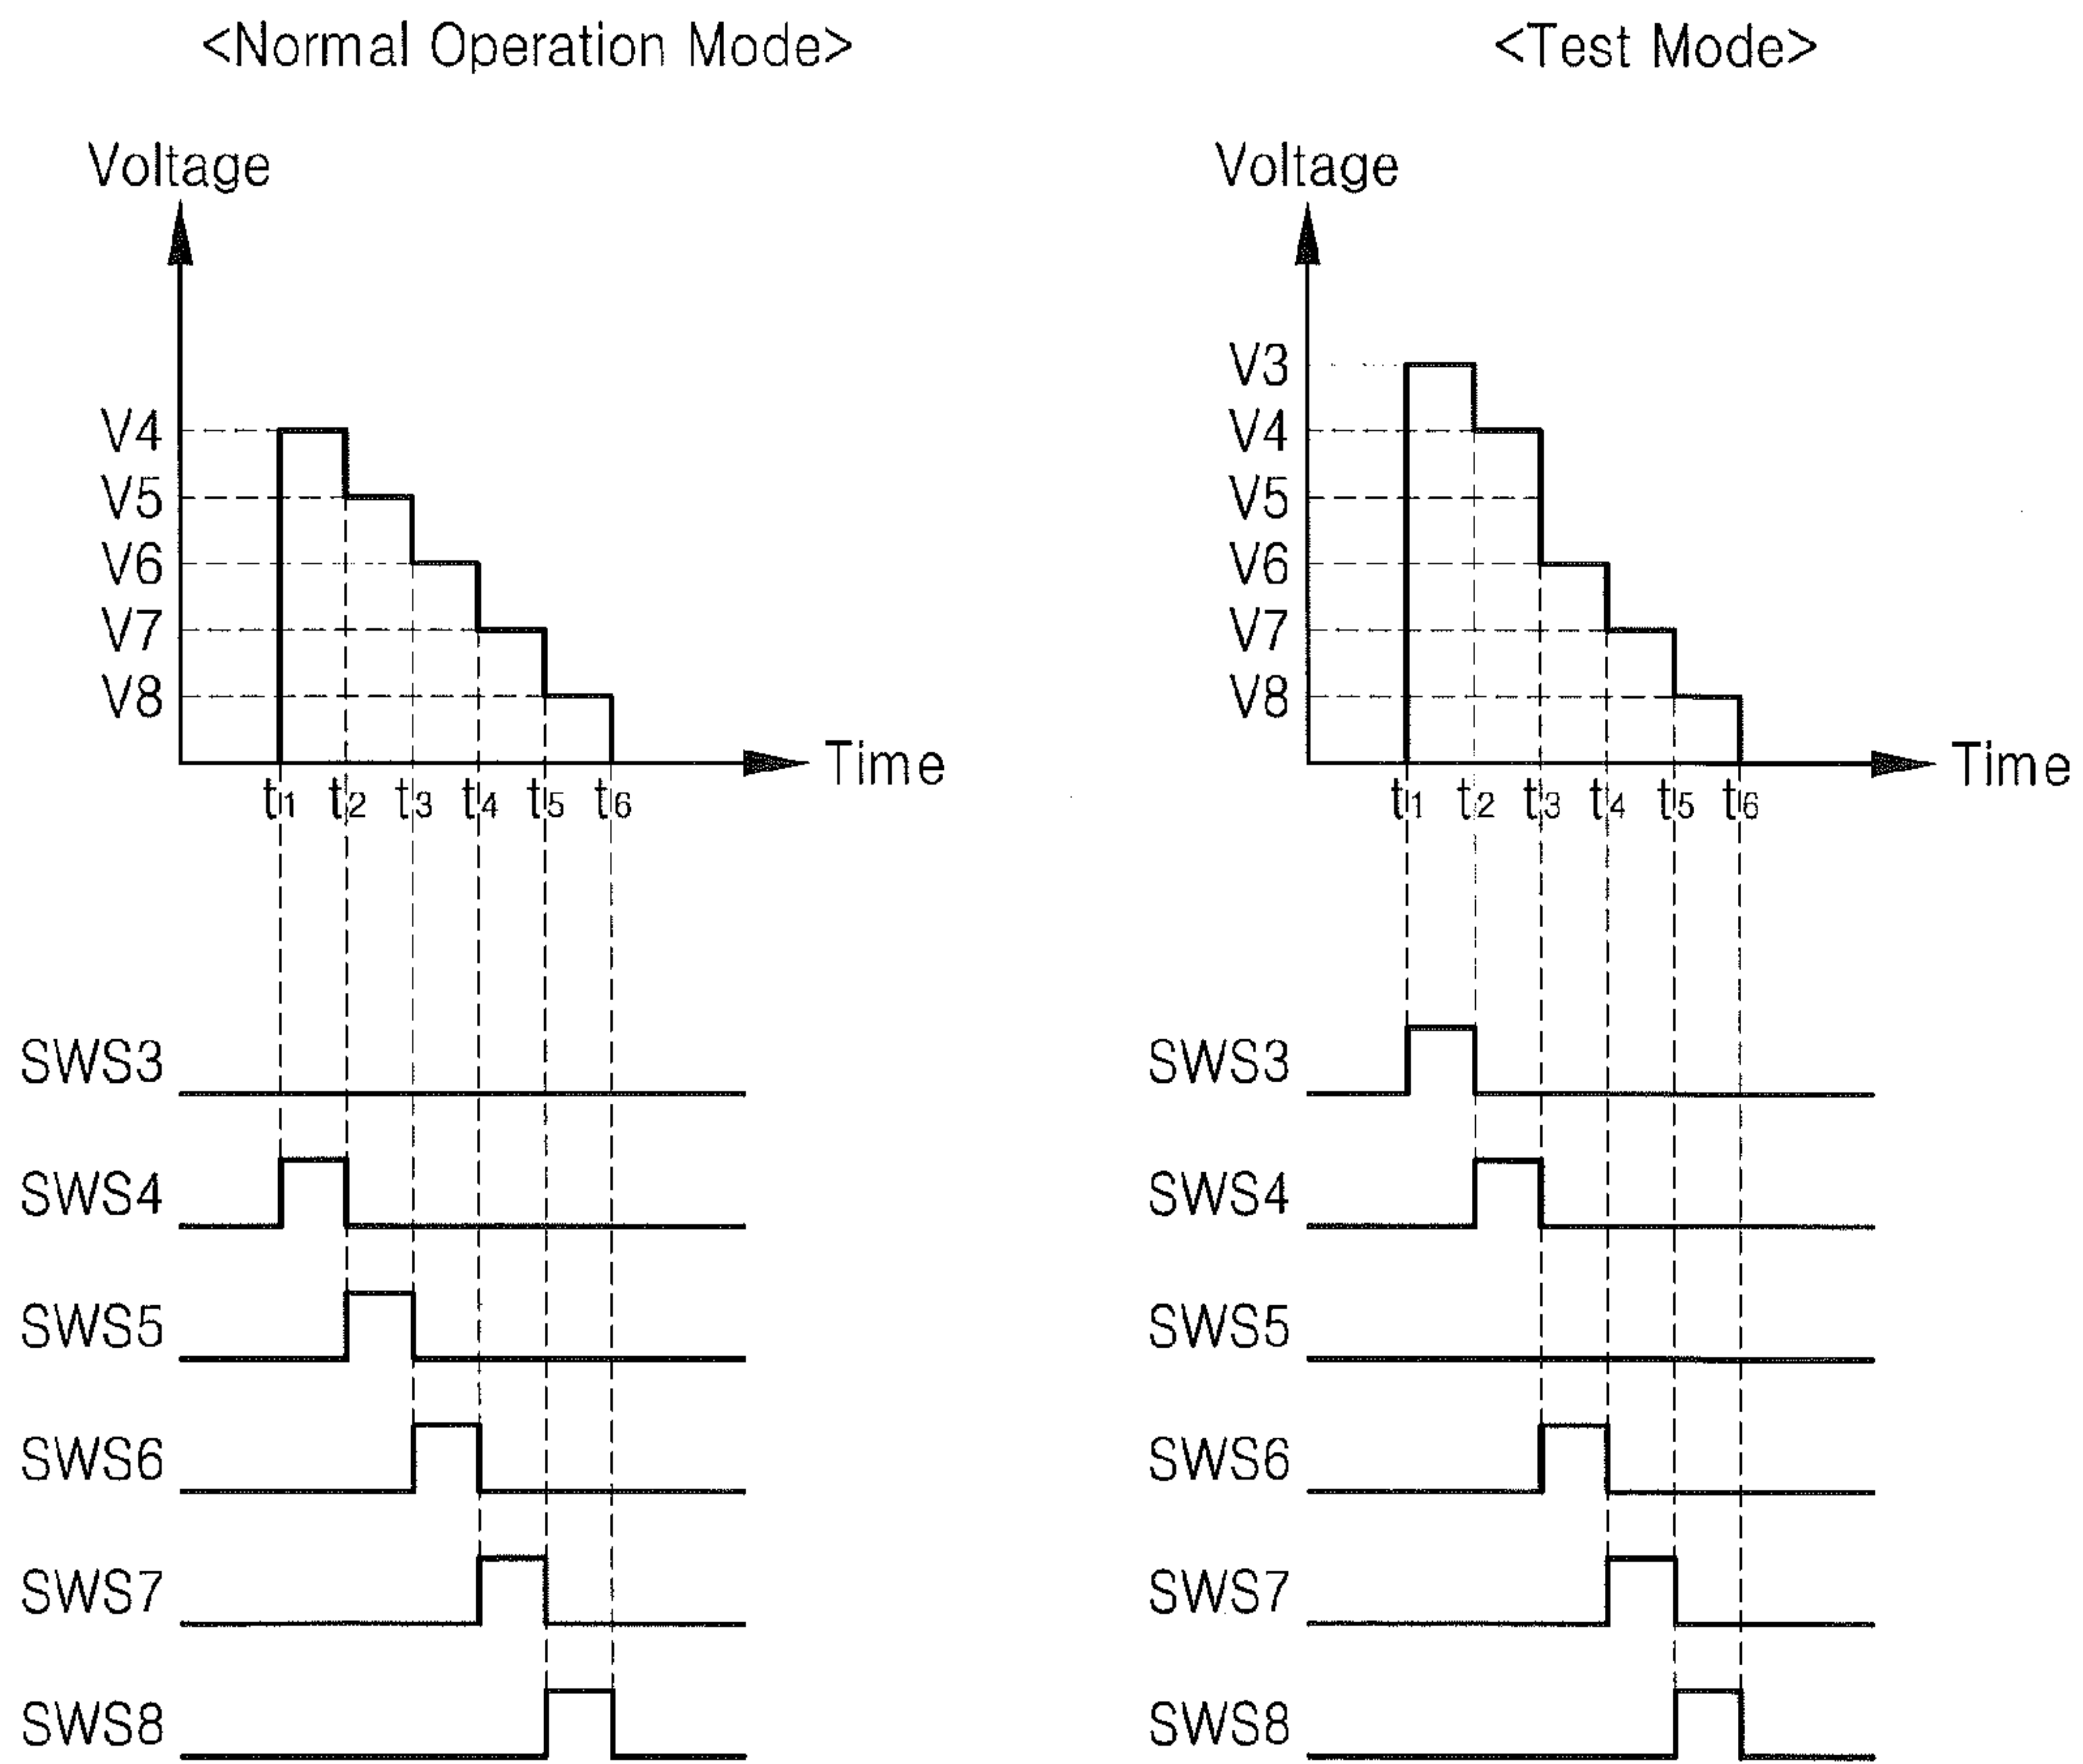 <Normal Operation Mode>
Voltage
V4
V5
V6
V7
V8
Time
t1 t2 t3 t4 t5 t6
SWS3
SWS4
SWS5
SWS6
SWS7
SWS8
<Test Mode>
Voltage
V3
V4
V5
V6
V7
V8
Time
t1 t2 t3 t4 t5 t6
SWS3
SWS4
SWS5
SWS6
SWS7
SWS8